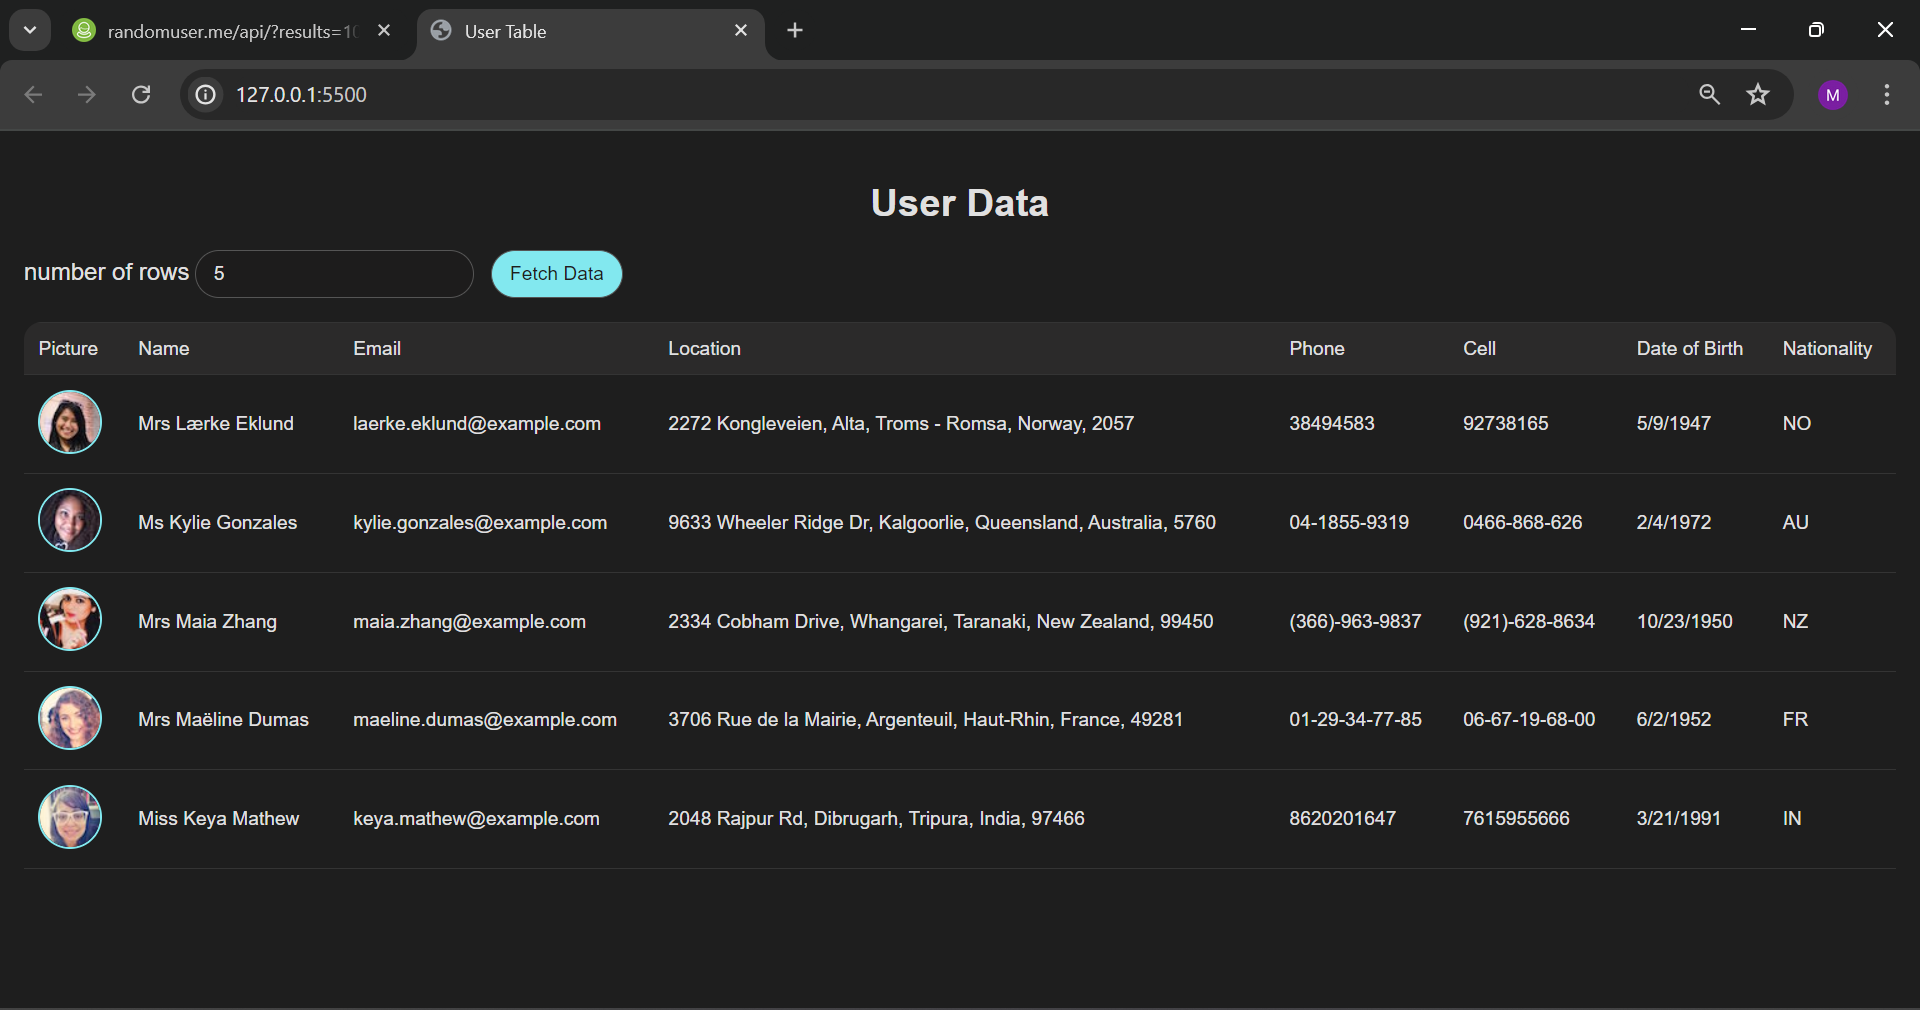 randomuser.me/api/?results=10
User Table
127.0.0.1:5500
M
User Data
number of rows 5 Fetch Data
Picture Name Email Location Phone Cell Date of Birth Nationality
Mrs Lærke Eklund laerke.eklund@example.com 2272 Kongleveien, Alta, Troms - Romsa, Norway, 2057 38494583 92738165 5/9/1947 NO
Ms Kylie Gonzales kylie.gonzales@example.com 9633 Wheeler Ridge Dr, Kalgoorlie, Queensland, Australia, 5760 04-1855-9319 0466-868-626 2/4/1972 AU
Mrs Maia Zhang maia.zhang@example.com 2334 Cobham Drive, Whangarei, Taranaki, New Zealand, 99450 (366)-963-9837 (921)-628-8634 10/23/1950 NZ
Mrs Maëline Dumas maeline.dumas@example.com 3706 Rue de la Mairie, Argenteuil, Haut-Rhin, France, 49281 01-29-34-77-85 06-67-19-68-00 6/2/1952 FR
Miss Keya Mathew keya.mathew@example.com 2048 Rajpur Rd, Dibrugarh, Tripura, India, 97466 8620201647 7615955666 3/21/1991 IN